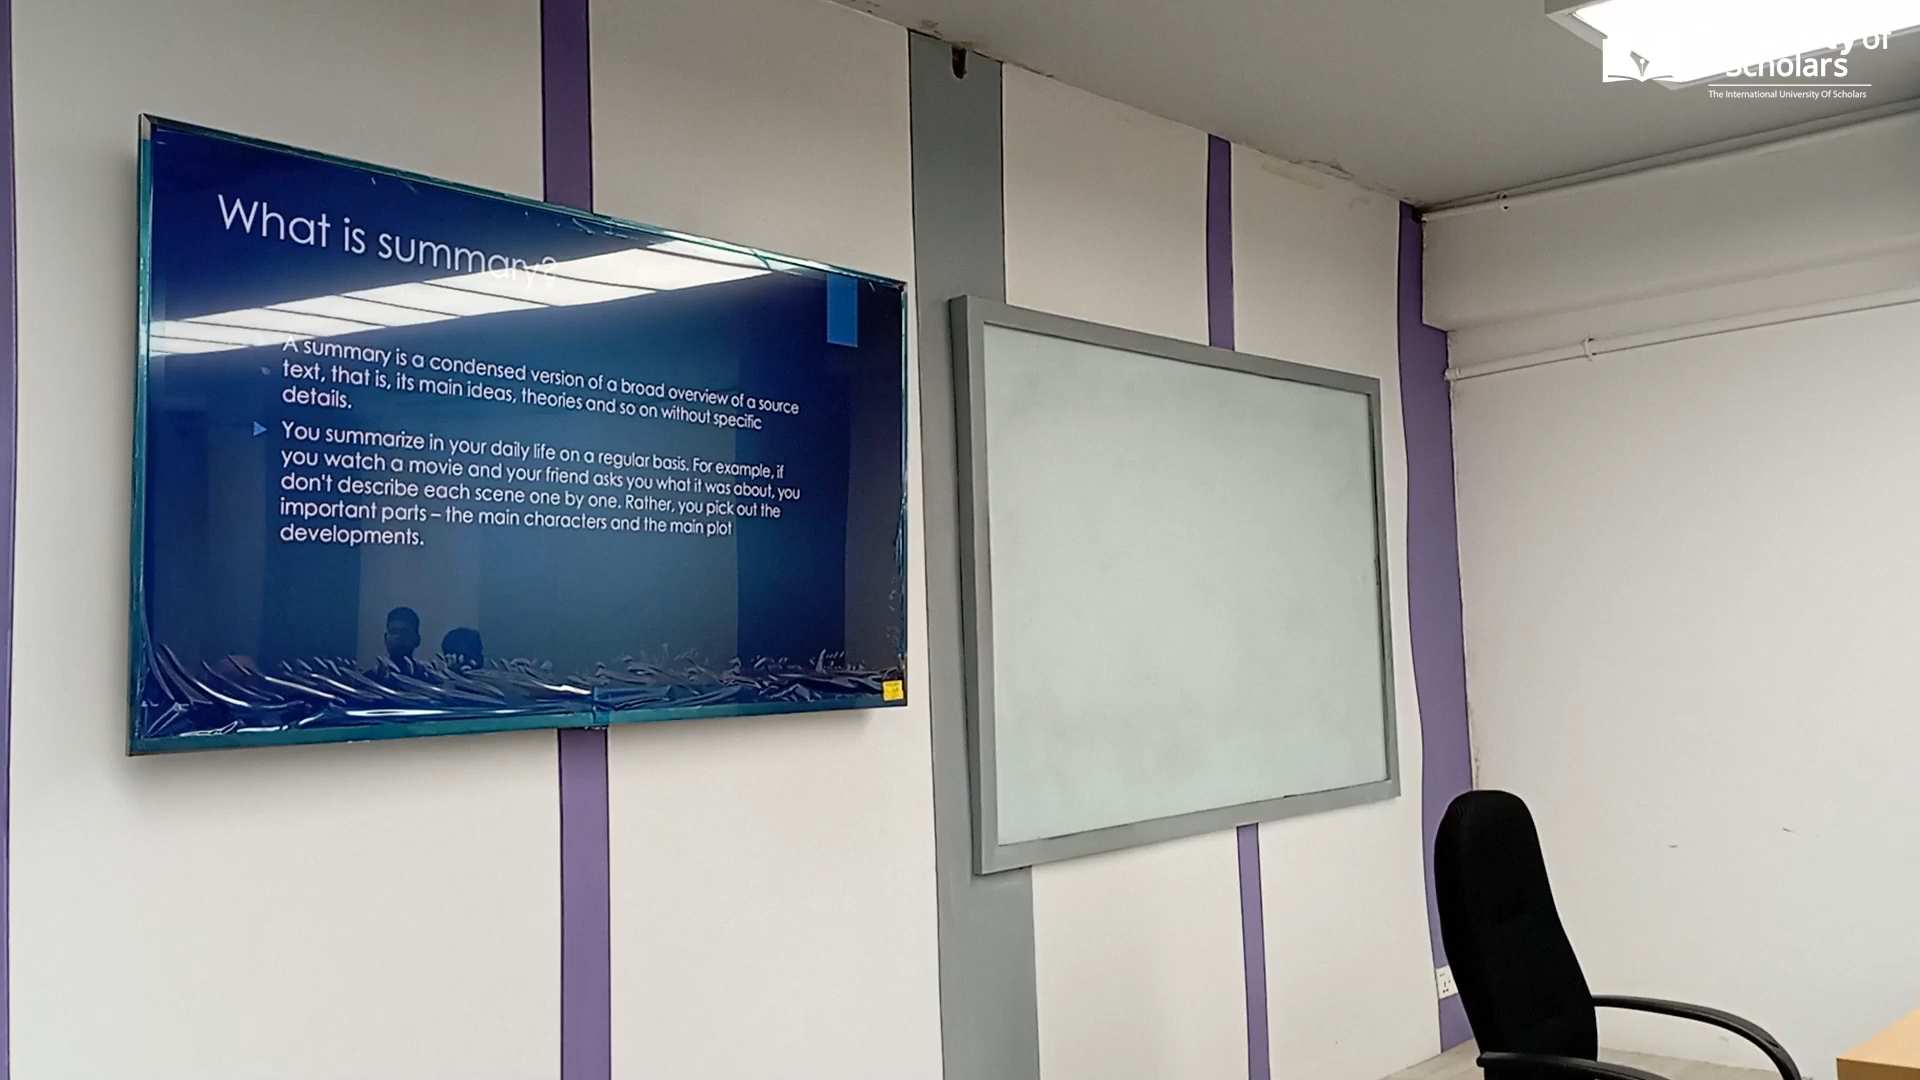 of
Scholars
The International University Of Scholars
What is summary?
A summary is a condensed version of a broad overview of a source
text, that is, its main ideas, theories and so on without specific
details.
You summarize in your daily life on a regular basis. For example, if
you watch a movie and your friend asks you what it was about, you
don't describe each scene one by one. Rather, you pick out the
important parts – the main characters and the main plot
developments.